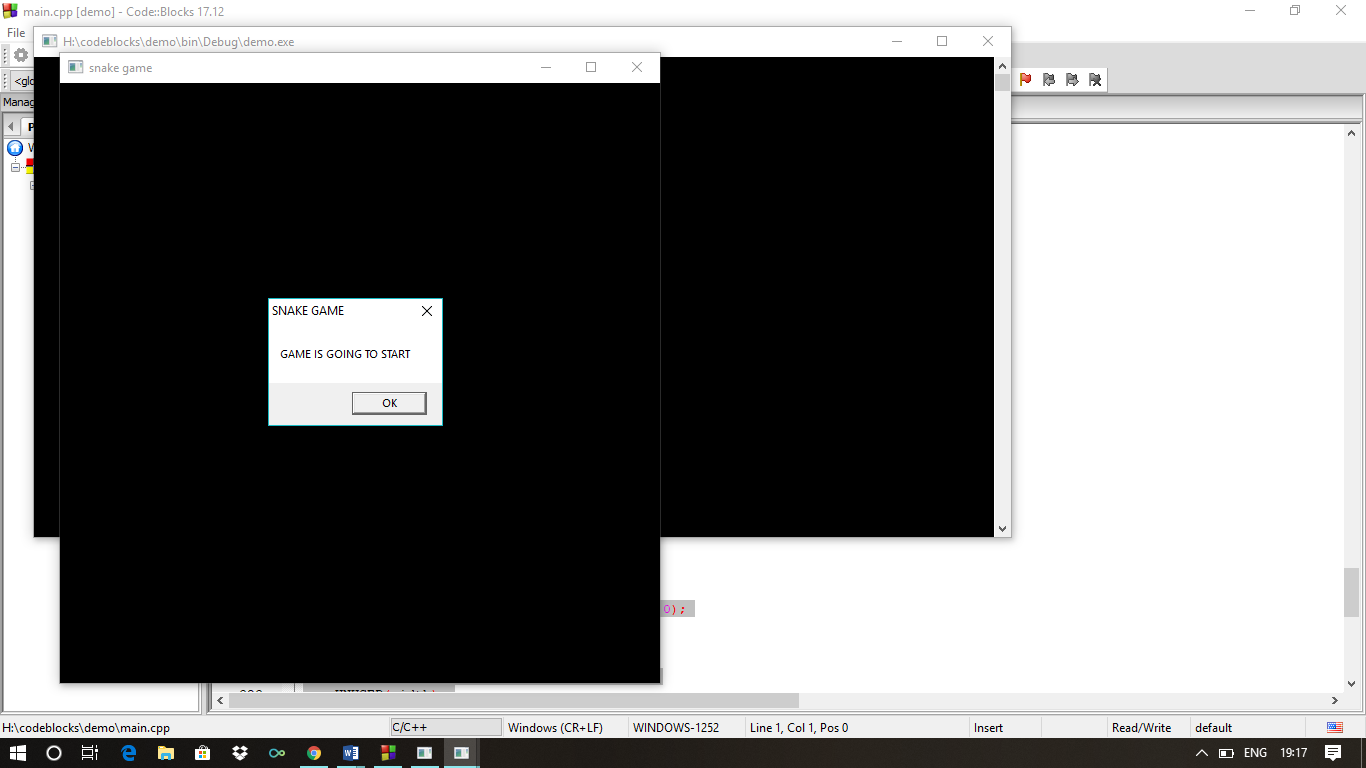 main.cpp [demo] - Code::Blocks 17.12
File
H:\codeblocks\demo\bin\Debug\demo.exe
snake game
<glo
Manag
P
W
SNAKE GAME
GAME IS GOING TO START
OK
0);
H:\codeblocks\demo\main.cpp
C/C++
Windows (CR+LF)
WINDOWS-1252
Line 1, Col 1, Pos 0
Insert
Read/Write
default
ENG
19:17